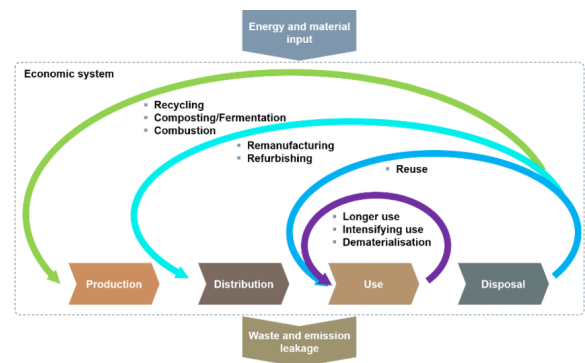 Energy and material
input
Economic system
Recycling
Composting/Fermentation
Combustion
Remanufacturing
Refurbishing
Reuse
Longer use
Intensifying use
Dematerialisation
Production
Distribution
Use
Disposal
Waste and emission
leakage